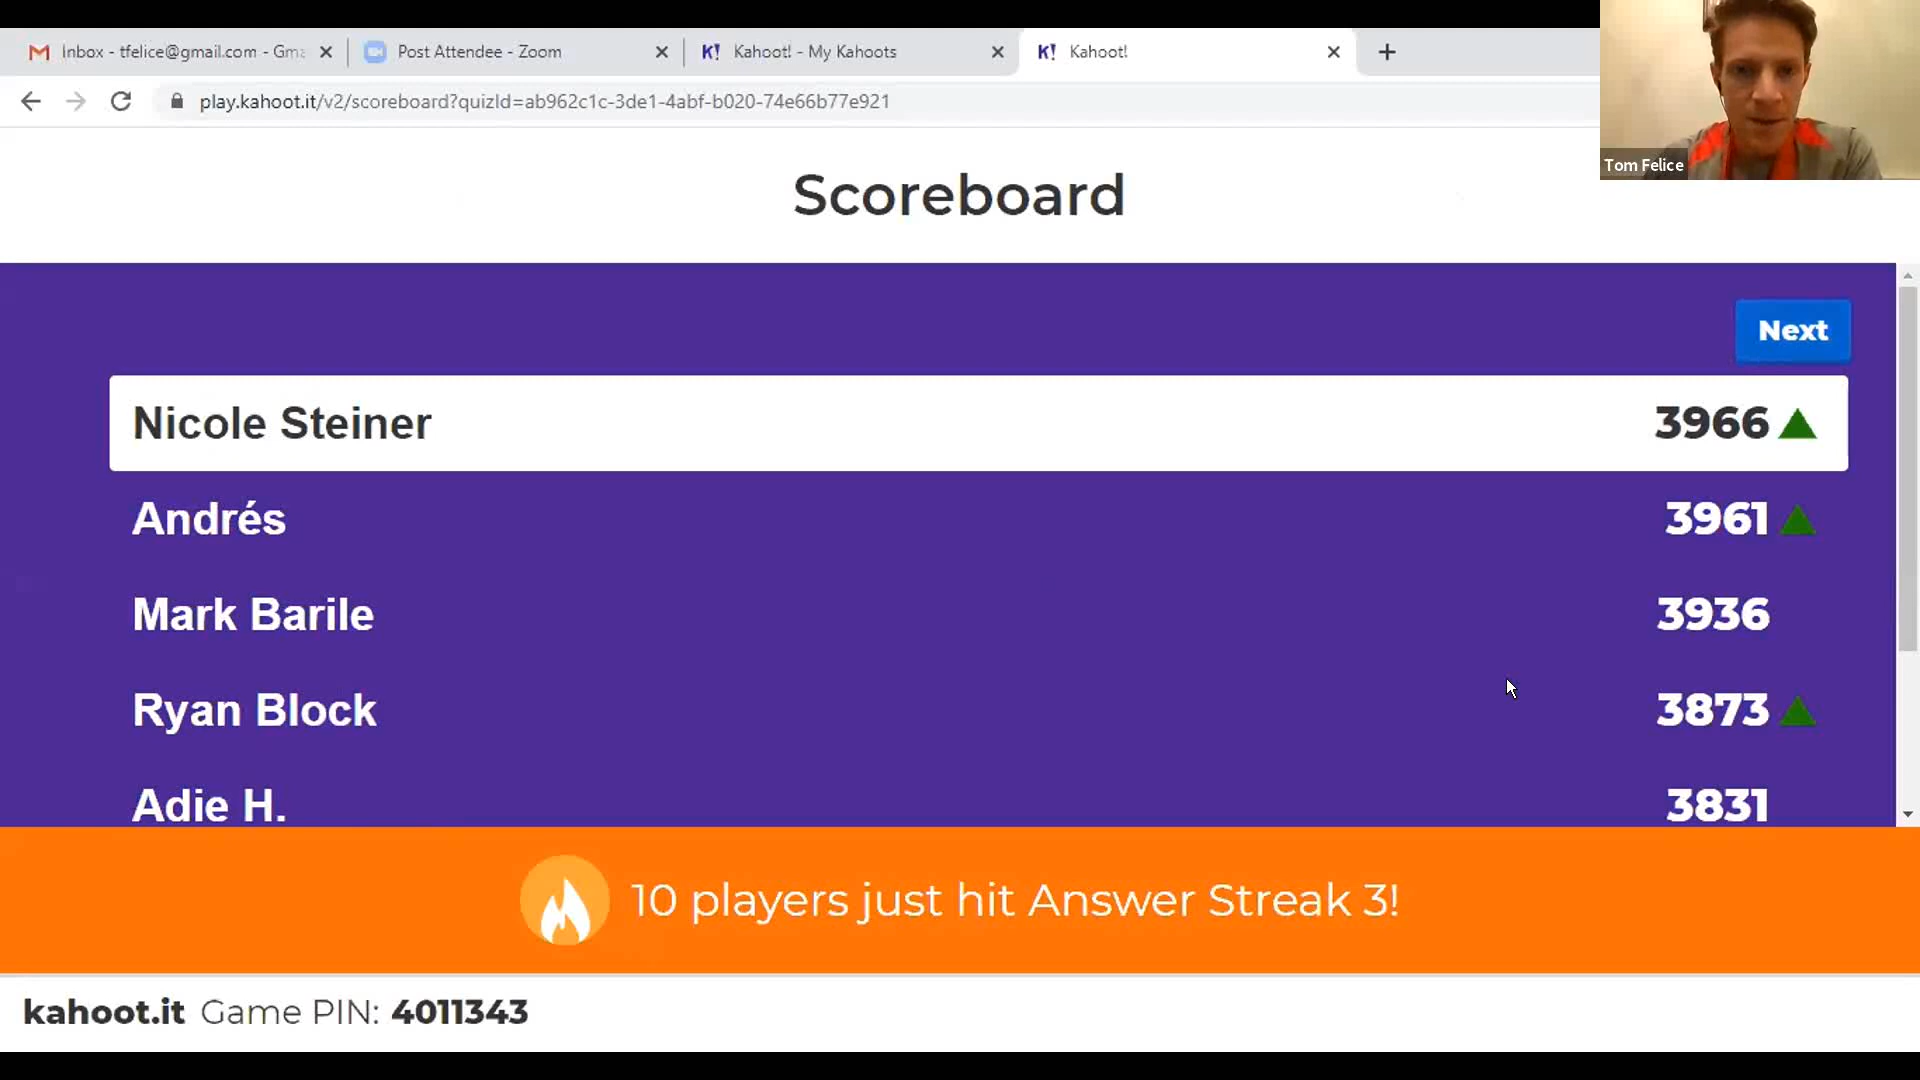 Inbox - tfelice@gmail.com - Gma
Post Attendee - Zoom
K! Kahoot! - My Kahoots
K! Kahoot!
play.kahoot.it/v2/scoreboard?quizId=ab962c1c-3de1-4abf-b020-74e66b77e921
Tom Felice
Scoreboard
Next
Nicole Steiner 3966
Andrés 3961
Mark Barile 3936
Ryan Block 3873
Adie H. 3831
10 players just hit Answer Streak 3!
kahoot.it Game PIN: 4011343